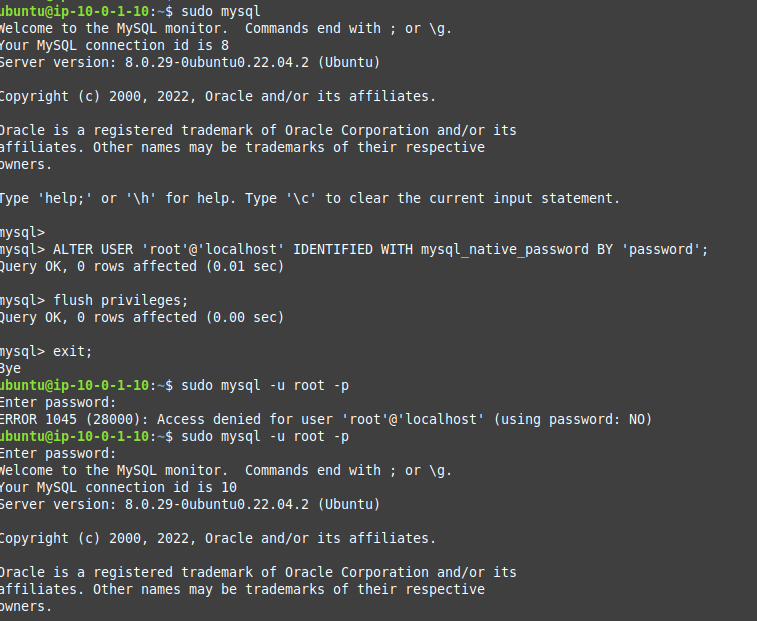 ubuntu@ip-10-0-1-10:~$ sudo mysql
Welcome to the MySQL monitor.  Commands end with ; or \g.
Your MySQL connection id is 8
Server version: 8.0.29-0ubuntu0.22.04.2 (Ubuntu)
Copyright (c) 2000, 2022, Oracle and/or its affiliates.
Oracle is a registered trademark of Oracle Corporation and/or its
affiliates. Other names may be trademarks of their respective
owners.
Type 'help;' or '\h' for help. Type '\c' to clear the current input statement.
mysql>
mysql> ALTER USER 'root'@'localhost' IDENTIFIED WITH mysql_native_password BY 'password';
Query OK, 0 rows affected (0.01 sec)
mysql> flush privileges;
Query OK, 0 rows affected (0.00 sec)
mysql> exit;
Bye
ubuntu@ip-10-0-1-10:~$ sudo mysql -u root -p
Enter password:
ERROR 1045 (28000): Access denied for user 'root'@'localhost' (using password: NO)
ubuntu@ip-10-0-1-10:~$ sudo mysql -u root -p
Enter password:
Welcome to the MySQL monitor.  Commands end with ; or \g.
Your MySQL connection id is 10
Server version: 8.0.29-0ubuntu0.22.04.2 (Ubuntu)
Copyright (c) 2000, 2022, Oracle and/or its affiliates.
Oracle is a registered trademark of Oracle Corporation and/or its
affiliates. Other names may be trademarks of their respective
owners.